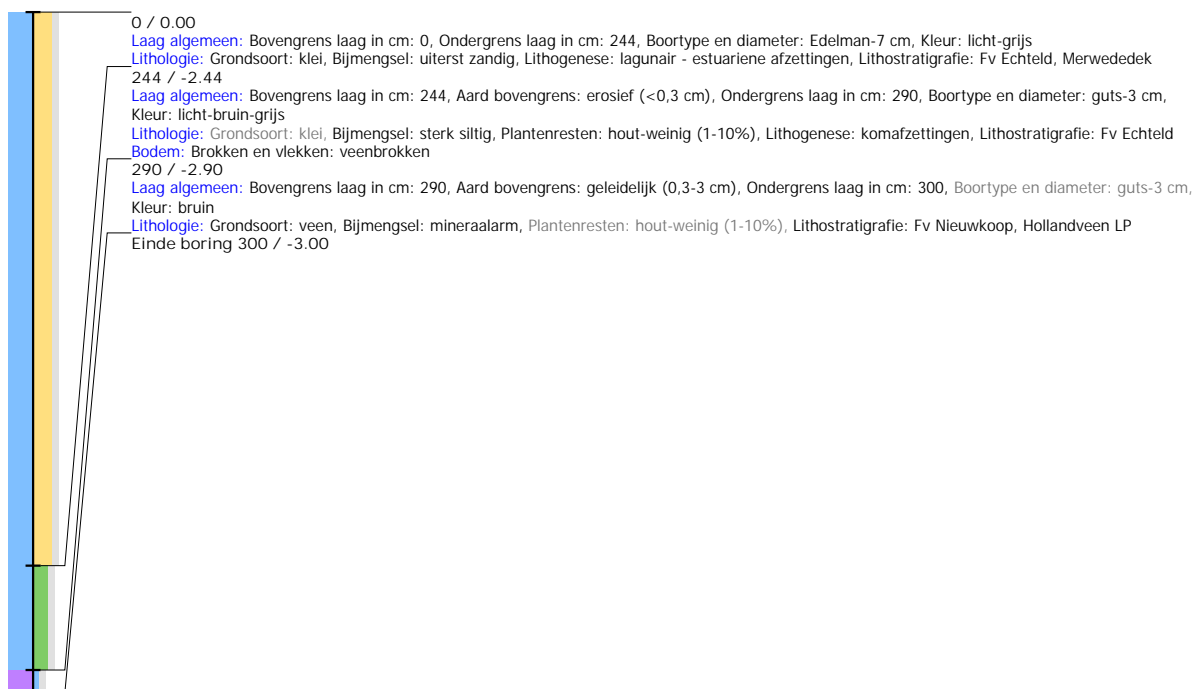 0 / 0.00
Laag algemeen: Bovengrens laag in cm: 0, Ondergrens laag in cm: 244, Boortype en diameter: Edelman-7 cm, Kleur: licht-grijs
Lithologie: Grondsoort: klei, Bijmengsel: uiterst zandig, Lithogenese: lagunair - estuariene afzettingen, Lithostratigrafie: Fv Echteld, Merwededek
244 / -2.44
Laag algemeen: Bovengrens laag in cm: 244, Aard bovengrens: erosief (<0,3 cm), Ondergrens laag in cm: 290, Boortype en diameter: guts-3 cm,
Kleur: licht-bruin-grijs
Lithologie: Grondsoort: klei, Bijmengsel: sterk siltig, Plantenresten: hout-weinig (1-10%), Lithogenese: komafzettingen, Lithostratigrafie: Fv Echteld
Bodem: Brokken en vlekken: veenbrokken
290 / -2.90
Laag algemeen: Bovengrens laag in cm: 290, Aard bovengrens: geleidelijk (0,3-3 cm), Ondergrens laag in cm: 300, Boortype en diameter: guts-3 cm,
Kleur: bruin
Lithologie: Grondsoort: veen, Bijmengsel: mineraalarm, Plantenresten: hout-weinig (1-10%), Lithostratigrafie: Fv Nieuwkoop, Hollandveen LP
Einde boring 300 / -3.00